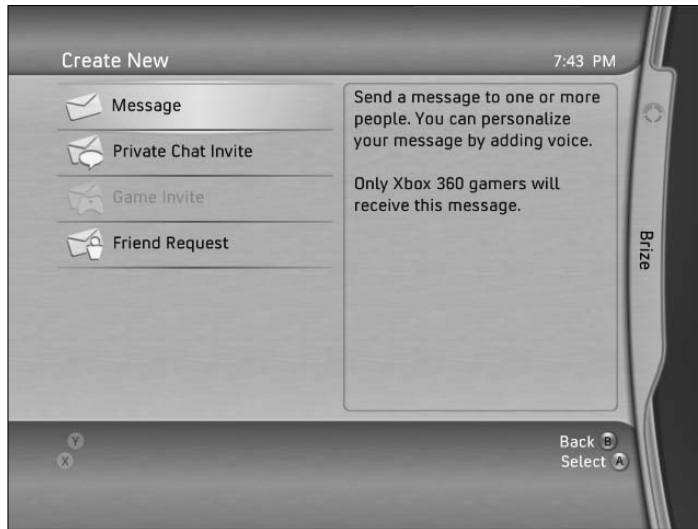 Create New
7:43 PM
Message
Private Chat Invite
Game Invite
Friend Request
Send a message to one or more
people. You can personalize
your message by adding voice.
Only Xbox 360 gamers will
receive this message.
Brize
Y
X
Back B
Select A